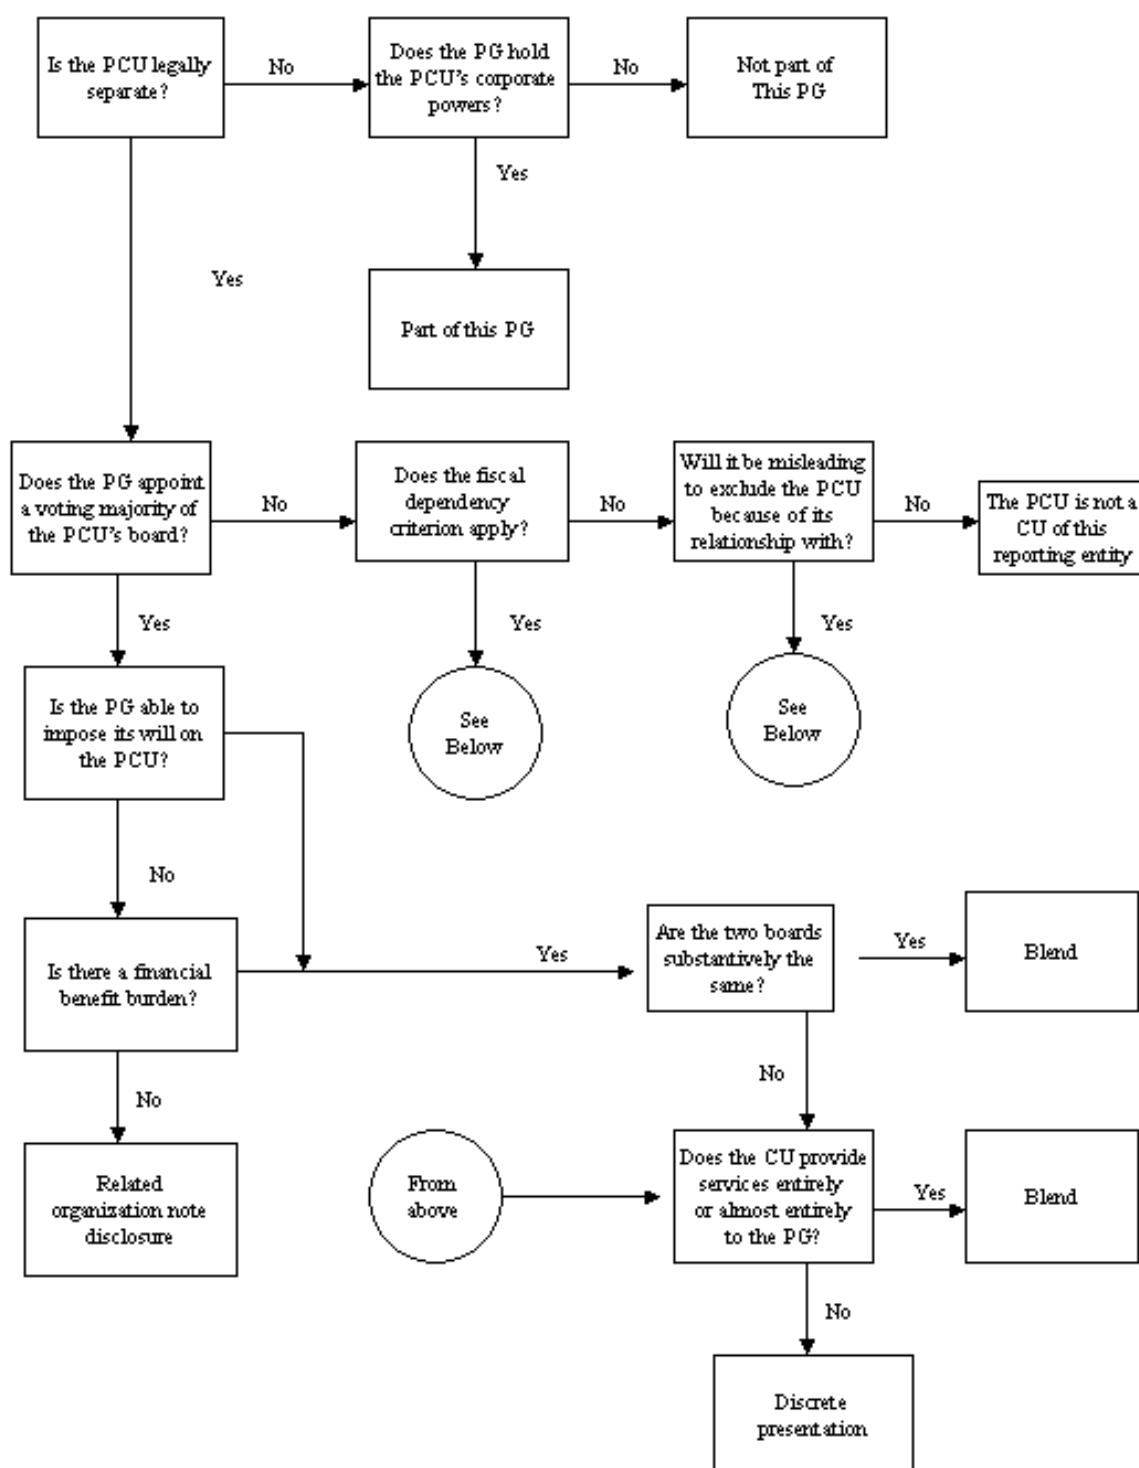 Is the PCU legally
separate?
No
Does the PG hold
the PCU's corporate
powers?
No
Not part of
This PG
Yes
Yes
Part of this PG
Does the PG appoint
a voting majority of
the PCU's board?
No
Does the fiscal
dependency
criterion apply?
No
Will it be misleading
to exclude the PCU
because of its
relationship with?
No
The PCU is not a
CU of this
reporting entity
Yes
Yes
Yes
Is the PG able to
impose its will on
the PCU?
See
Below
See
Below
No
Is there a financial
benefit burden?
Yes
Are the two boards
substantively the
same?
Yes
Blend
No
No
Related
organization note
disclosure
From
above
Does the CU provide
services entirely
or almost entirely
to the PG?
Yes
Blend
No
Discrete
presentation